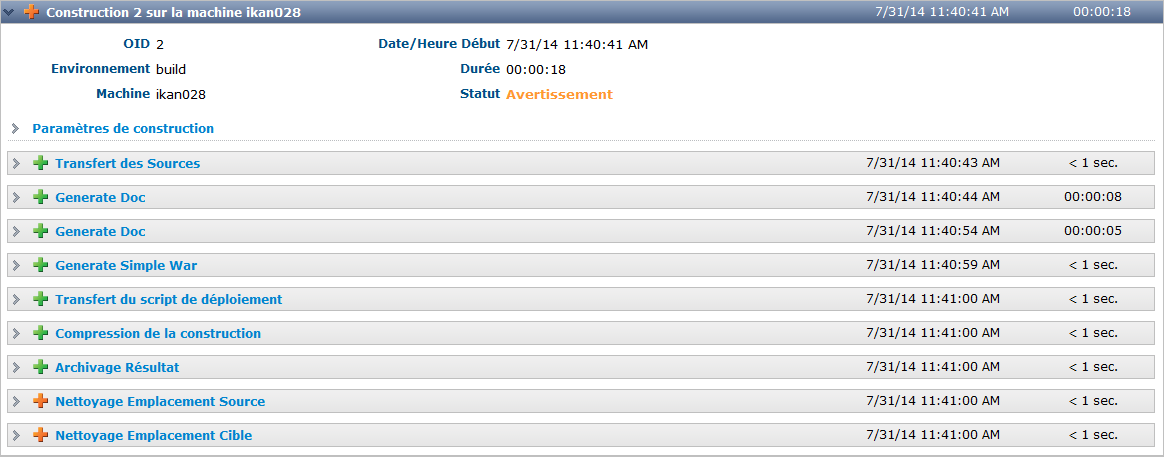 Construction 2 sur la machine ikan028 7/31/14 11:40:41 AM 00:00:18
OID 2 Date/Heure Début 7/31/14 11:40:41 AM
Environnement build Durée 00:00:18
Machine ikan028 Statut Avertissement
Paramètres de construction
Transfert des Sources 7/31/14 11:40:43 AM < 1 sec.
Generate Doc 7/31/14 11:40:44 AM 00:00:08
Generate Doc 7/31/14 11:40:54 AM 00:00:05
Generate Simple War 7/31/14 11:40:59 AM < 1 sec.
Transfert du script de déploiement 7/31/14 11:41:00 AM < 1 sec.
Compression de la construction 7/31/14 11:41:00 AM < 1 sec.
Archivage Résultat 7/31/14 11:41:00 AM < 1 sec.
Nettoyage Emplacement Source 7/31/14 11:41:00 AM < 1 sec.
Nettoyage Emplacement Cible 7/31/14 11:41:00 AM < 1 sec.